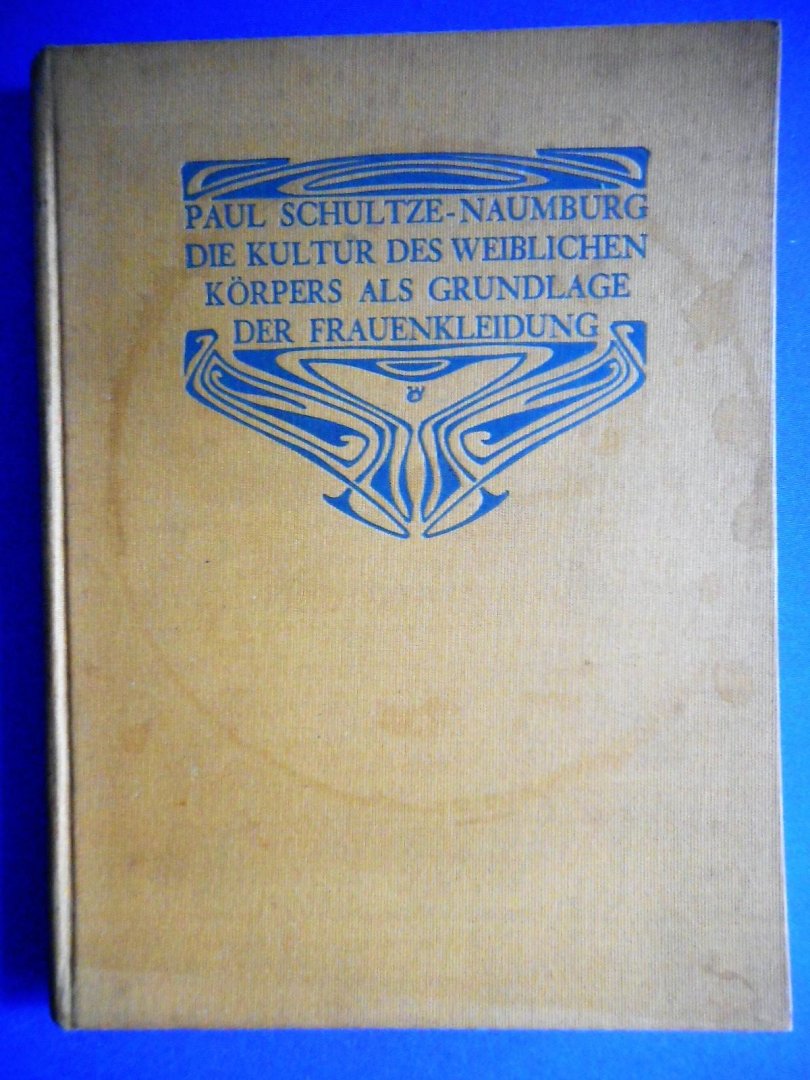 PAUL SCHULTZE-NAUMBURG
DIE KULTUR DES WEIBLICHEN
KÖRPERS ALS GRUNDLAGE
DER FRAUENKLEIDUNG